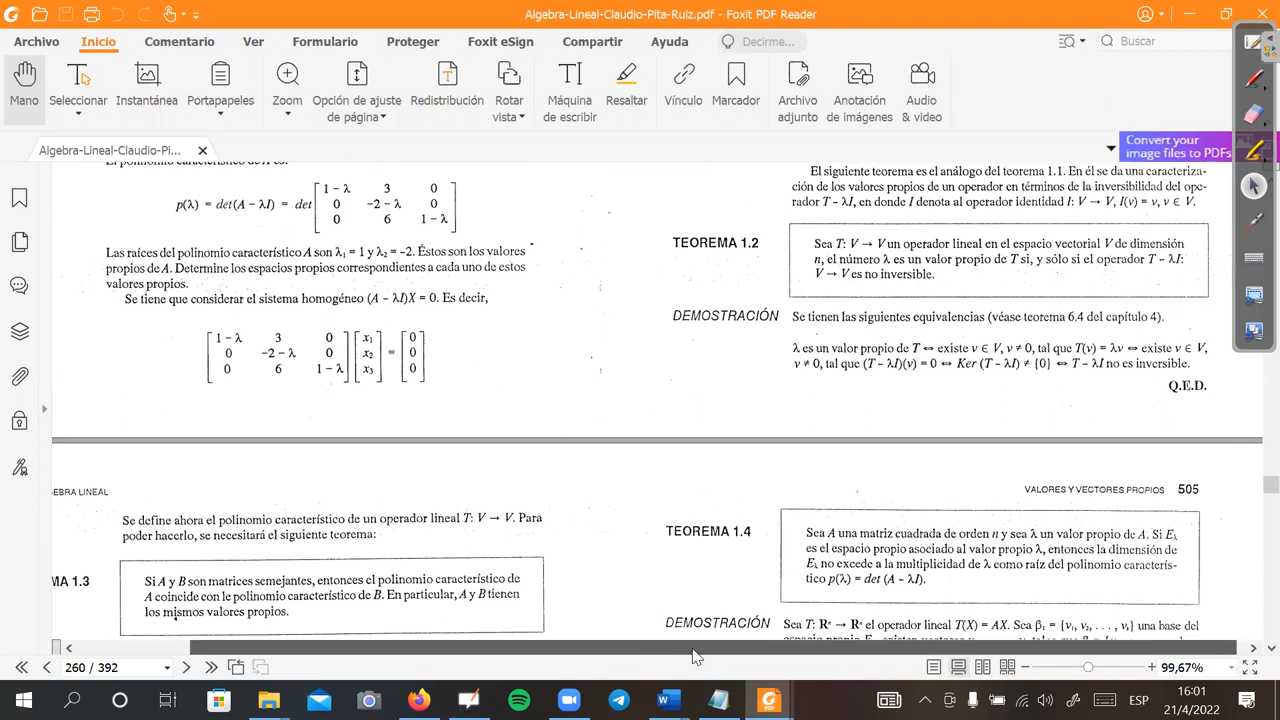 Algebra-Lineal-Claudio-Pita-Ruiz.pdf - Foxit PDF Reader
Archivo Inicio Comentario Ver Formulario Proteger Foxit eSign Compartir Ayuda Decirme... Buscar
Mano Seleccionar Instantánea Portapapeles Zoom Opción de ajuste de página Redistribución Rotar vista Máquina de escribir Resaltar Vínculo Marcador Archivo adjunto Anotación de imágenes Audio & video
Algebra-Lineal-Claudio-Pi...
Convert your
image files to PDFs
El polinomio característico de A es:
p(λ) = det(A – λI) = det
1 – λ 3 0
0 -2 – λ 0
0 6 1 – λ
Las raíces del polinomio característico A son λ₁ = 1 y λ₂ = –2. Éstos son los valores
propios de A. Determine los espacios propios correspondientes a cada uno de estos
valores propios.
Se tiene que considerar el sistema homogéneo (A – λI)X = 0. Es decir,
1 – λ 3 0 x₁ 0
0 -2 – λ 0 x₂ = 0
0 6 1 – λ x₃ 0
El siguiente teorema es el análogo del teorema 1.1. En él se da una caracteriza-
ción de los valores propios de un operador en términos de la inversibilidad del ope-
rador T – λI, en donde I denota al operador identidad I: V → V, I(v) = v, v ∈ V.
TEOREMA 1.2
Sea T: V → V un operador lineal en el espacio vectorial V de dimensión
n, el número λ es un valor propio de T si, y sólo si el operador T – λI:
V → V es no inversible.
DEMOSTRACIÓN Se tienen las siguientes equivalencias (véase teorema 6.4 del capítulo 4).
λ es un valor propio de T ⇔ existe v ∈ V, v ≠ 0, tal que T(v) = λv ⇔ existe v ∈ V,
v ≠ 0, tal que (T – λI)(v) = 0 ⇔ Ker (T – λI) ≠ {0} ⇔ T – λI no es inversible.
Q.E.D.
EBRA LINEAL
Se define ahora el polinomio característico de un operador lineal T: V → V. Para
poder hacerlo, se necesitará el siguiente teorema:
MA 1.3
Si A y B son matrices semejantes, entonces el polinomio característico de
A coincide con le polinomio característico de B. En particular, A y B tienen
los mismos valores propios.
VALORES Y VECTORES PROPIOS 505
TEOREMA 1.4
Sea A una matriz cuadrada de orden n y sea λ un valor propio de A. Si Eλ
es el espacio propio asociado al valor propio λ, entonces la dimensión de
Eλ no excede a la multiplicidad de λ como raíz del polinomio caracterís-
tico p(λ) = det (A – λI).
DEMOSTRACIÓN Sea T: Rⁿ → Rⁿ el operador lineal T(X) = AX. Sea β₁ = {v₁, v₂, . . . , vₛ} una base del
260 / 392
99,67%
ESP
16:01
21/4/2022